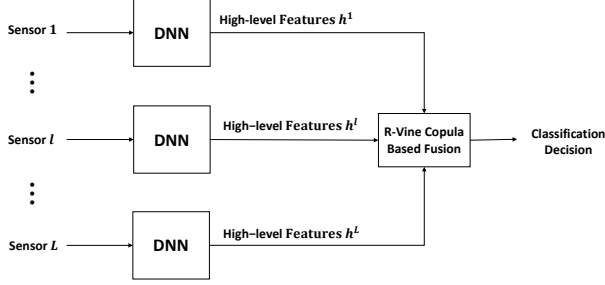 Sensor 1
DNN
High-level Features h¹
Sensor l
DNN
High–level Features hˡ
R-Vine Copula
Based Fusion
Classification
Decision
Sensor L
DNN
High-level Features hᴸ